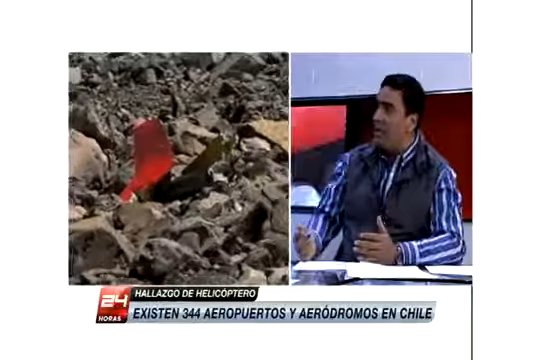 HALLAZGO DE HELICÓPTERO
24
HORAS
EXISTEN 344 AEROPUERTOS Y AERÓDROMOS EN CHILE